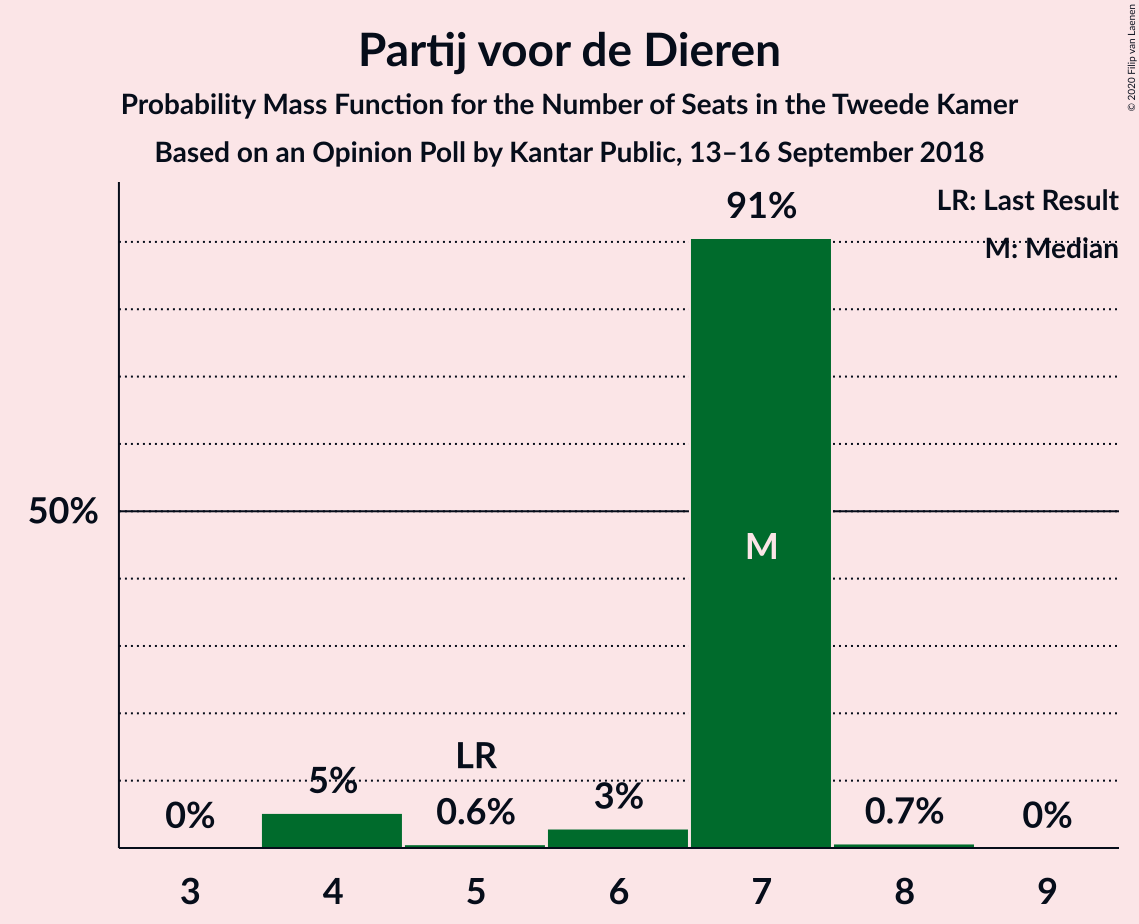 Partij voor de Dieren
Probability Mass Function for the Number of Seats in the Tweede Kamer
Based on an Opinion Poll by Kantar Public, 13–16 September 2018
© 2020 Filip van Laenen
LR: Last Result
M: Median
91%
50%
M
LR
0%
5%
0.6%
3%
0.7%
0%
3 4 5 6 7 8 9